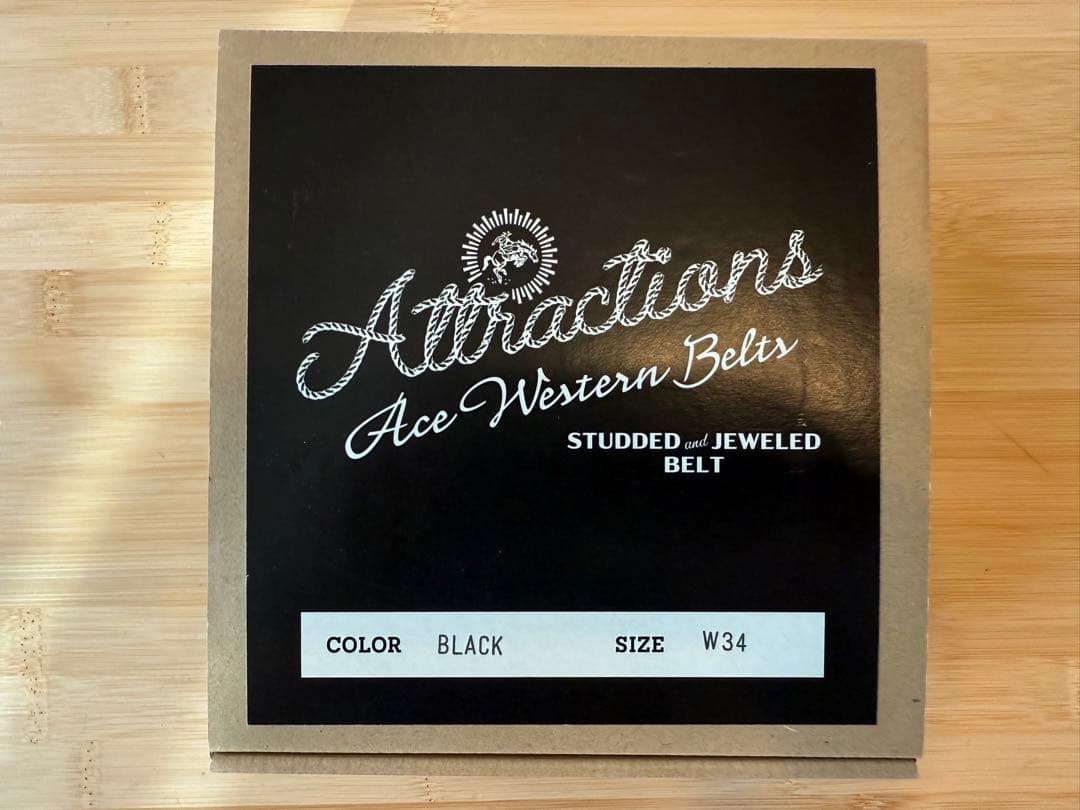 Attractions
Ace Western Belts
STUDDED and JEWELED
BELT
COLOR BLACK SIZE W34